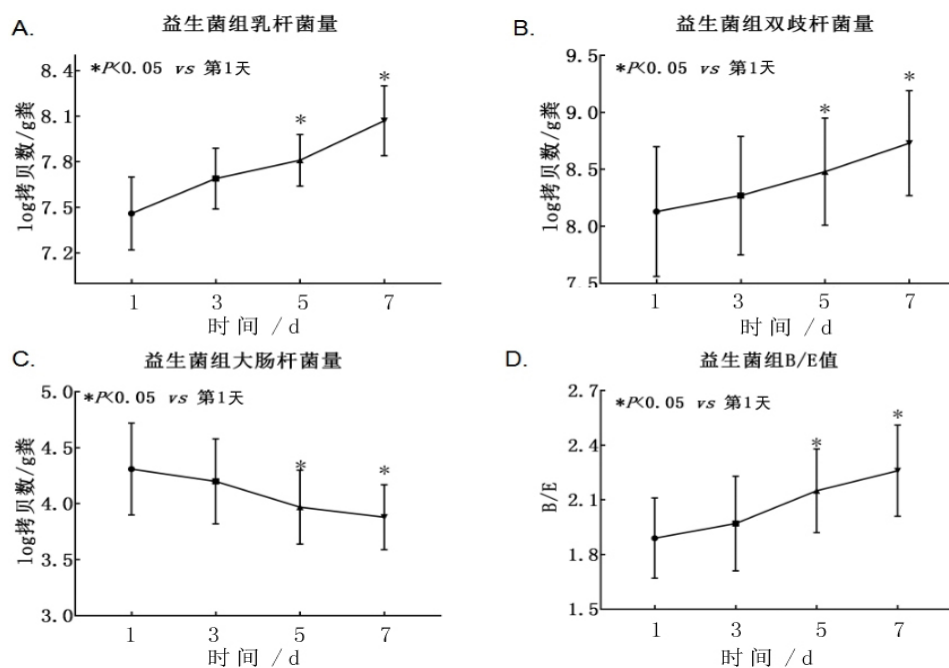 A.
益生菌组乳杆菌量
*P<0.05 vs 第1天
log拷贝数/g粪
8.4
8.1
7.8
7.5
7.2
*
*
1 3 5 7
时间 /d
B.
益生菌组双歧杆菌量
*P<0.05 vs 第1天
log拷贝数/g粪
9.5
9.0
8.5
8.0
7.5
*
*
1 3 5 7
时间 /d
C.
益生菌组大肠杆菌量
*P<0.05 vs 第1天
log拷贝数/g粪
5.0
4.5
4.0
3.5
3.0
*
*
1 3 5 7
时间 /d
D.
益生菌组B/E值
*P<0.05 vs 第1天
B/E
2.7
2.4
2.1
1.8
1.5
*
*
1 3 5 7
时间 /d